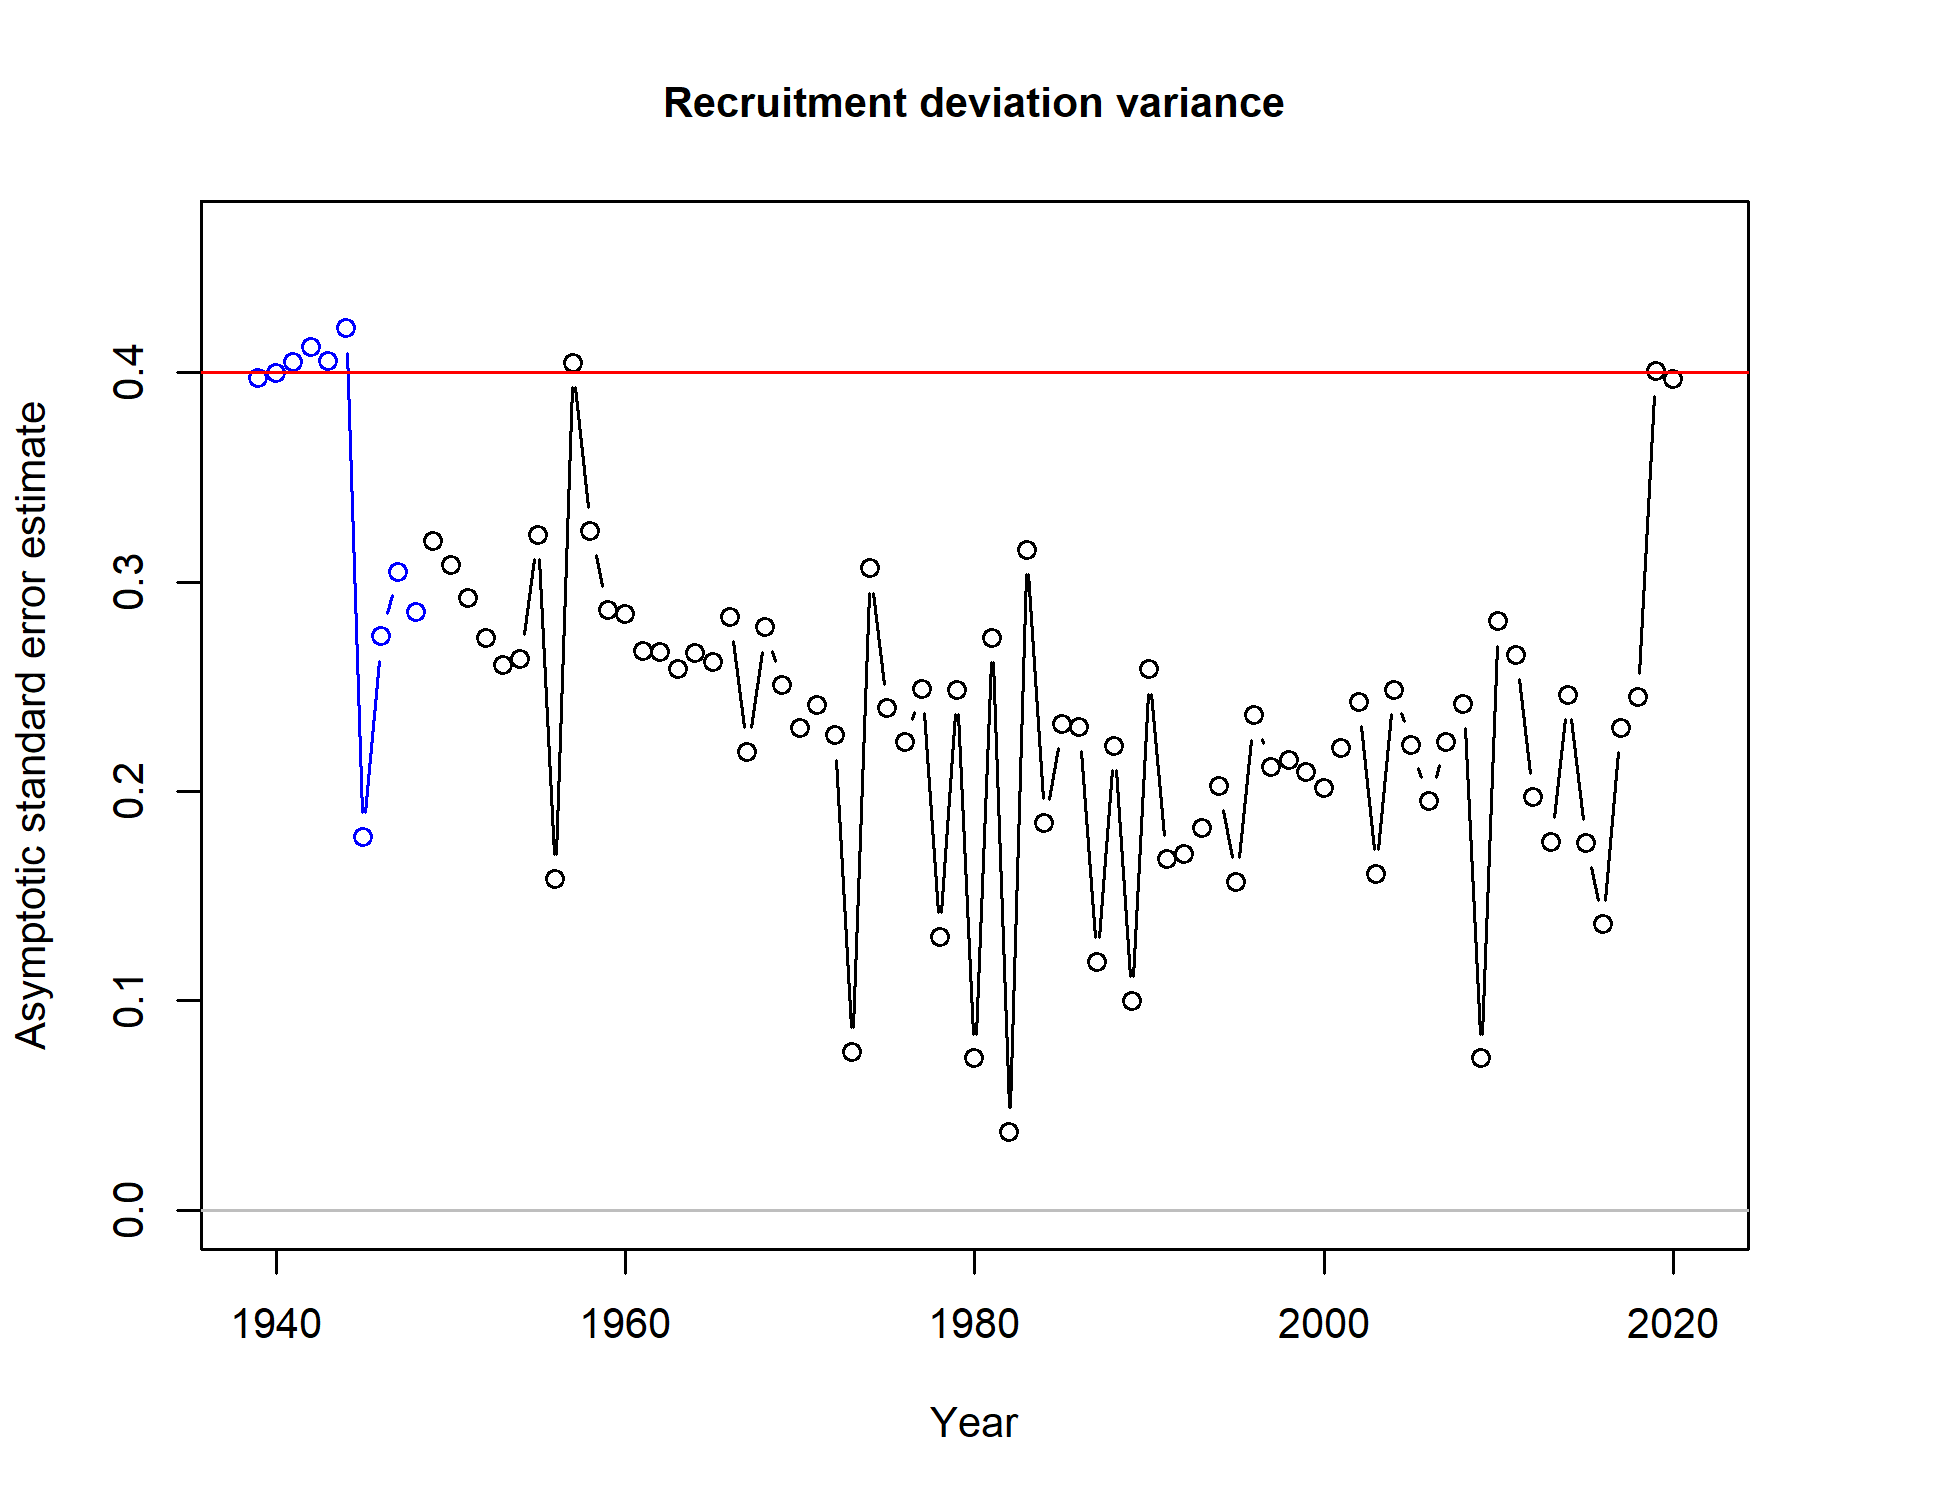 Recruitment deviation variance
Asymptotic standard error estimate
0.4
0.3
0.2
0.1
0.0
1940 1960 1980 2000 2020
Year